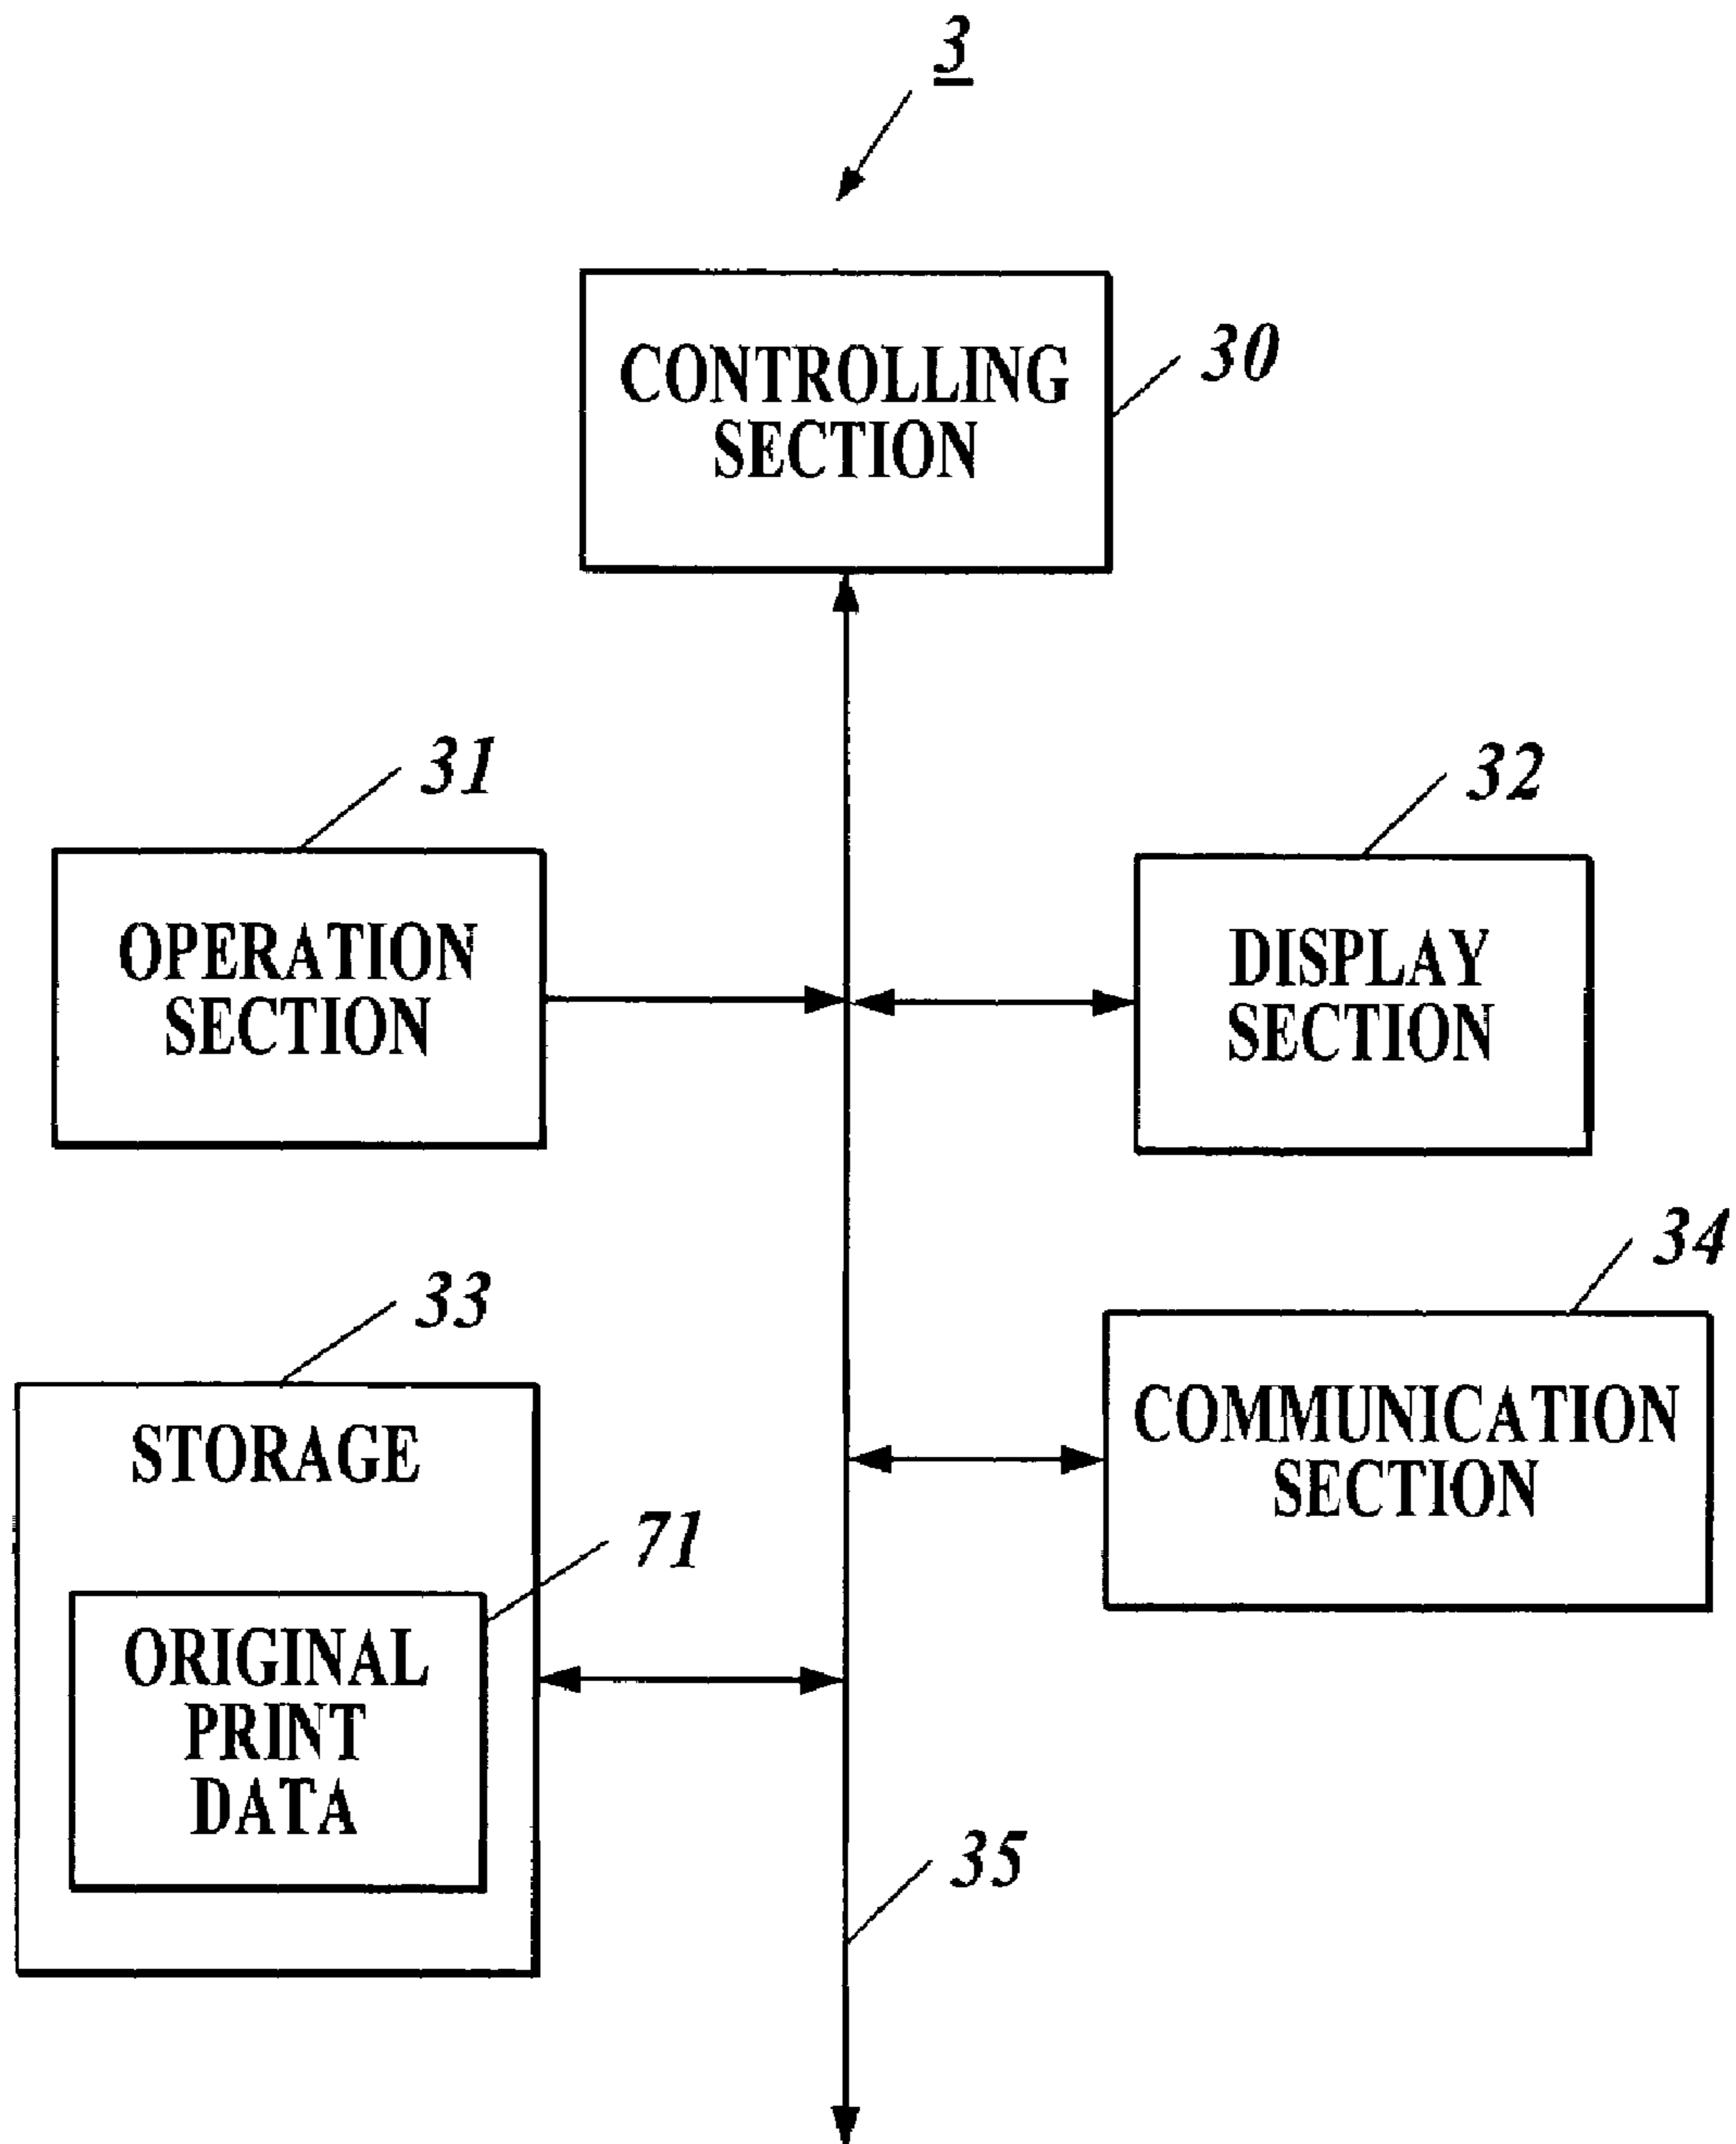 3
CONTROLLING
SECTION
30
31
OPERATION
SECTION
32
DISPLAY
SECTION
33
STORAGE
71
ORIGINAL
PRINT
DATA
34
COMMUNICATION
SECTION
35